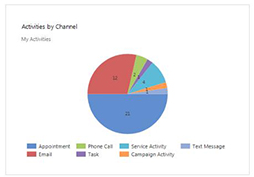 Activities by Channel
My Activities
12
2
4
21
Appointment Phone Call Service Activity Text Message
Email Task Campaign Activity